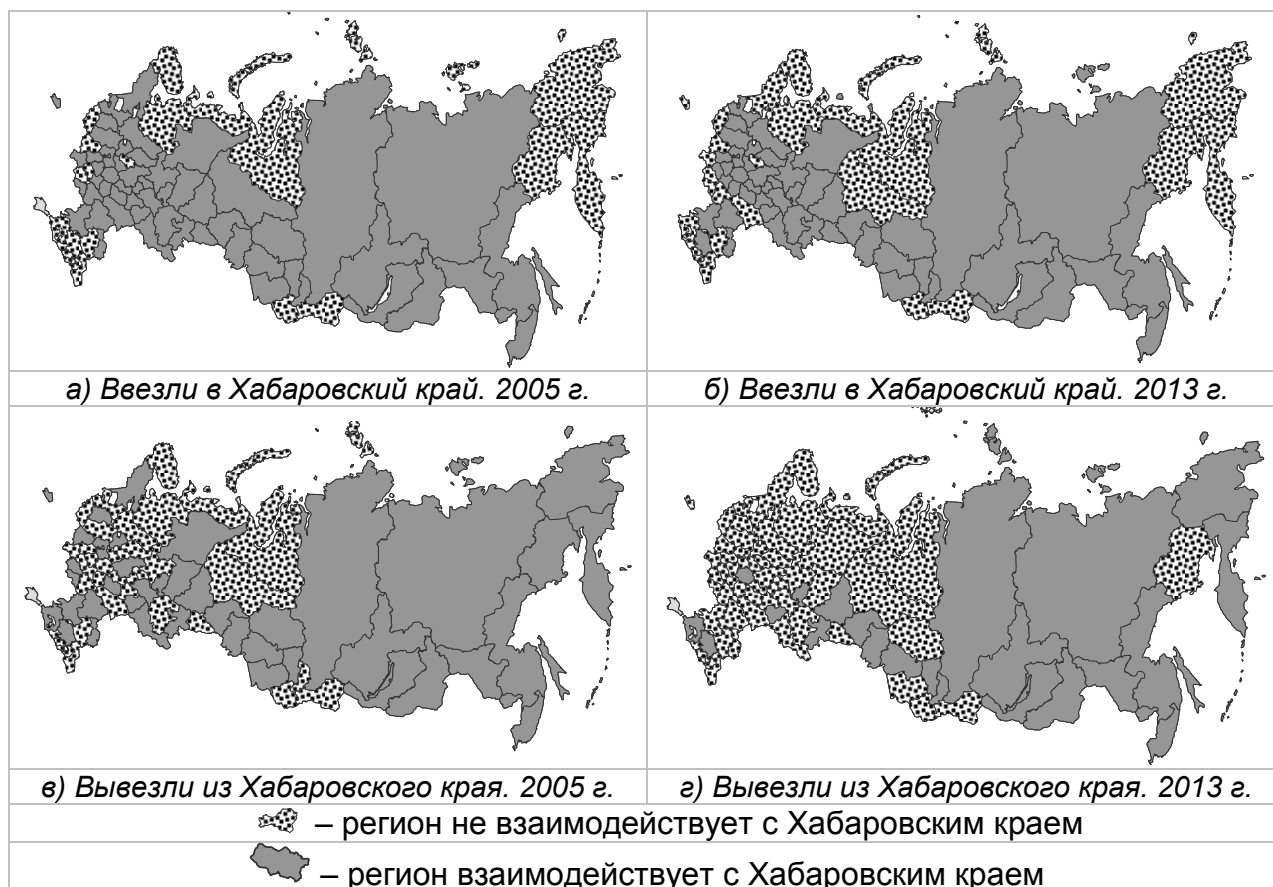 а) Ввезли в Хабаровский край. 2005 г.
б) Ввезли в Хабаровский край. 2013 г.
в) Вывезли из Хабаровского края. 2005 г.
г) Вывезли из Хабаровского края. 2013 г.
– регион не взаимодействует с Хабаровским краем
– регион взаимодействует с Хабаровским краем